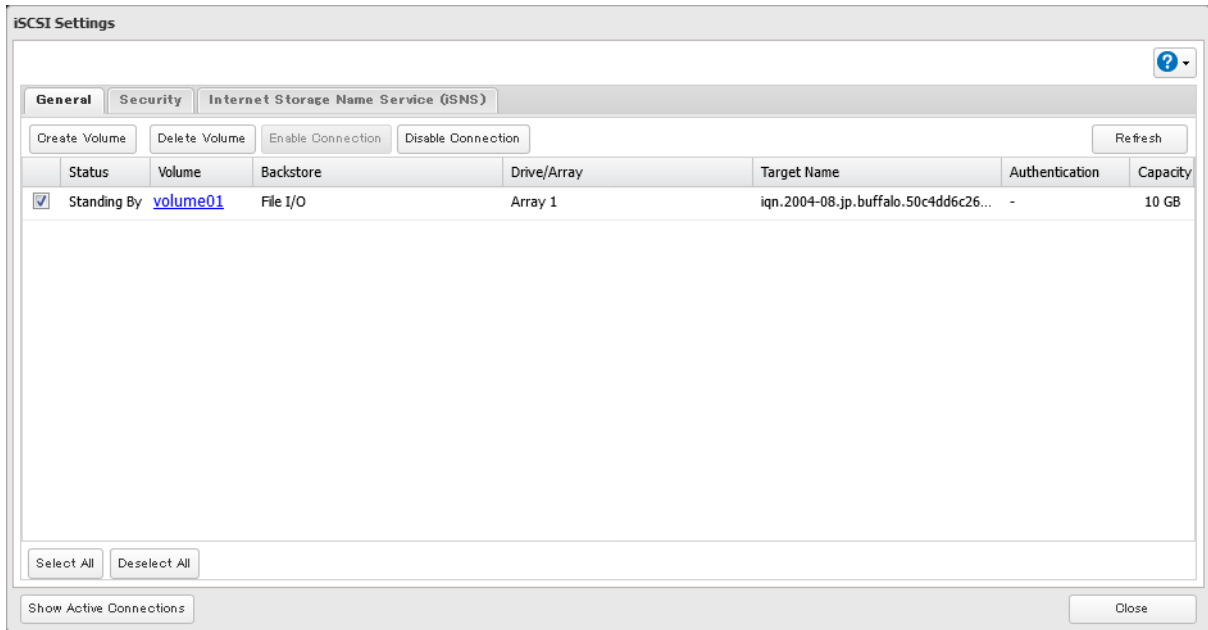 iSCSI Settings
?
General Security Internet Storage Name Service (iSNS)
Create Volume Delete Volume Enable Connection Disable Connection Refresh
Status Volume Backstore Drive/Array Target Name Authentication Capacity
Standing By volume01 File I/O Array 1 iqn.2004-08.jp.buffalo.50c4dd6c26... - 10 GB
Select All Deselect All
Show Active Connections Close